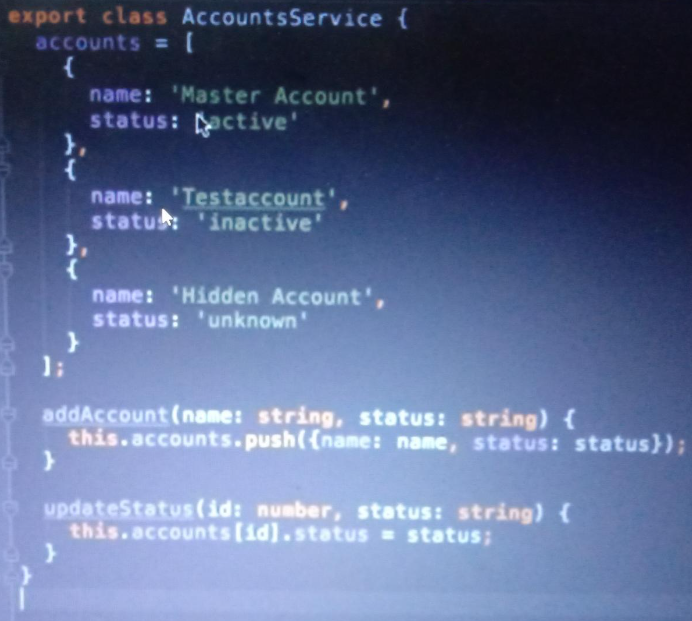 export class AccountsService {
accounts = [
{
name: 'Master Account',
status: 'active'
},
{
name: 'Testaccount',
status: 'inactive'
},
{
name: 'Hidden Account',
status: 'unknown'
}
];
addAccount(name: string, status: string) {
this.accounts.push({name: name, status: status});
}
updateStatus(id: number, status: string) {
this.accounts[id].status = status;
}
}